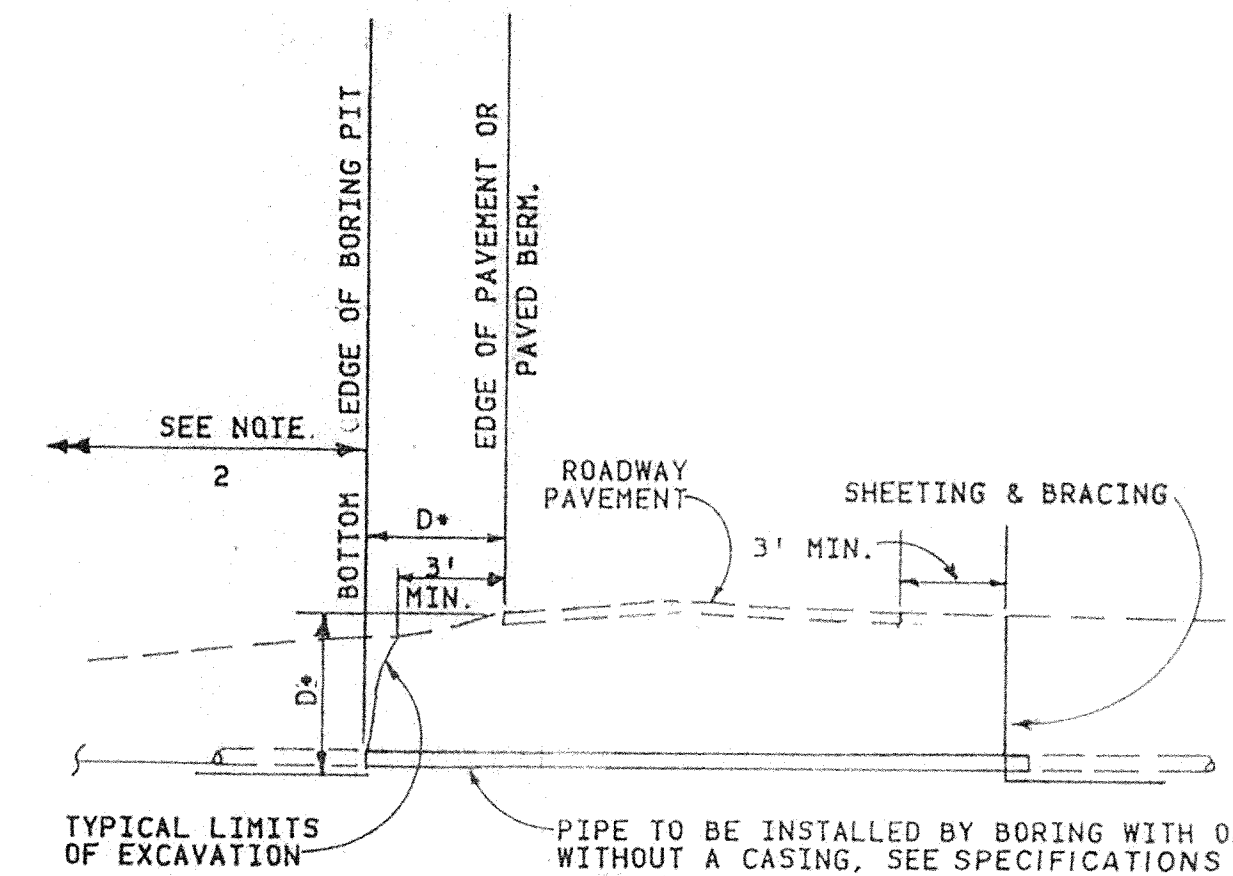 BOTTOM EDGE OF BORING PIT
EDGE OF PAVEMENT OR
PAVED BERM.
SEE NOTE.
2
D*
3'
MIN.
ROADWAY
PAVEMENT
SHEETING & BRACING
3' MIN.
D*
TYPICAL LIMITS
OF EXCAVATION
PIPE TO BE INSTALLED BY BORING WITH O
WITHOUT A CASING, SEE SPECIFICATIONS